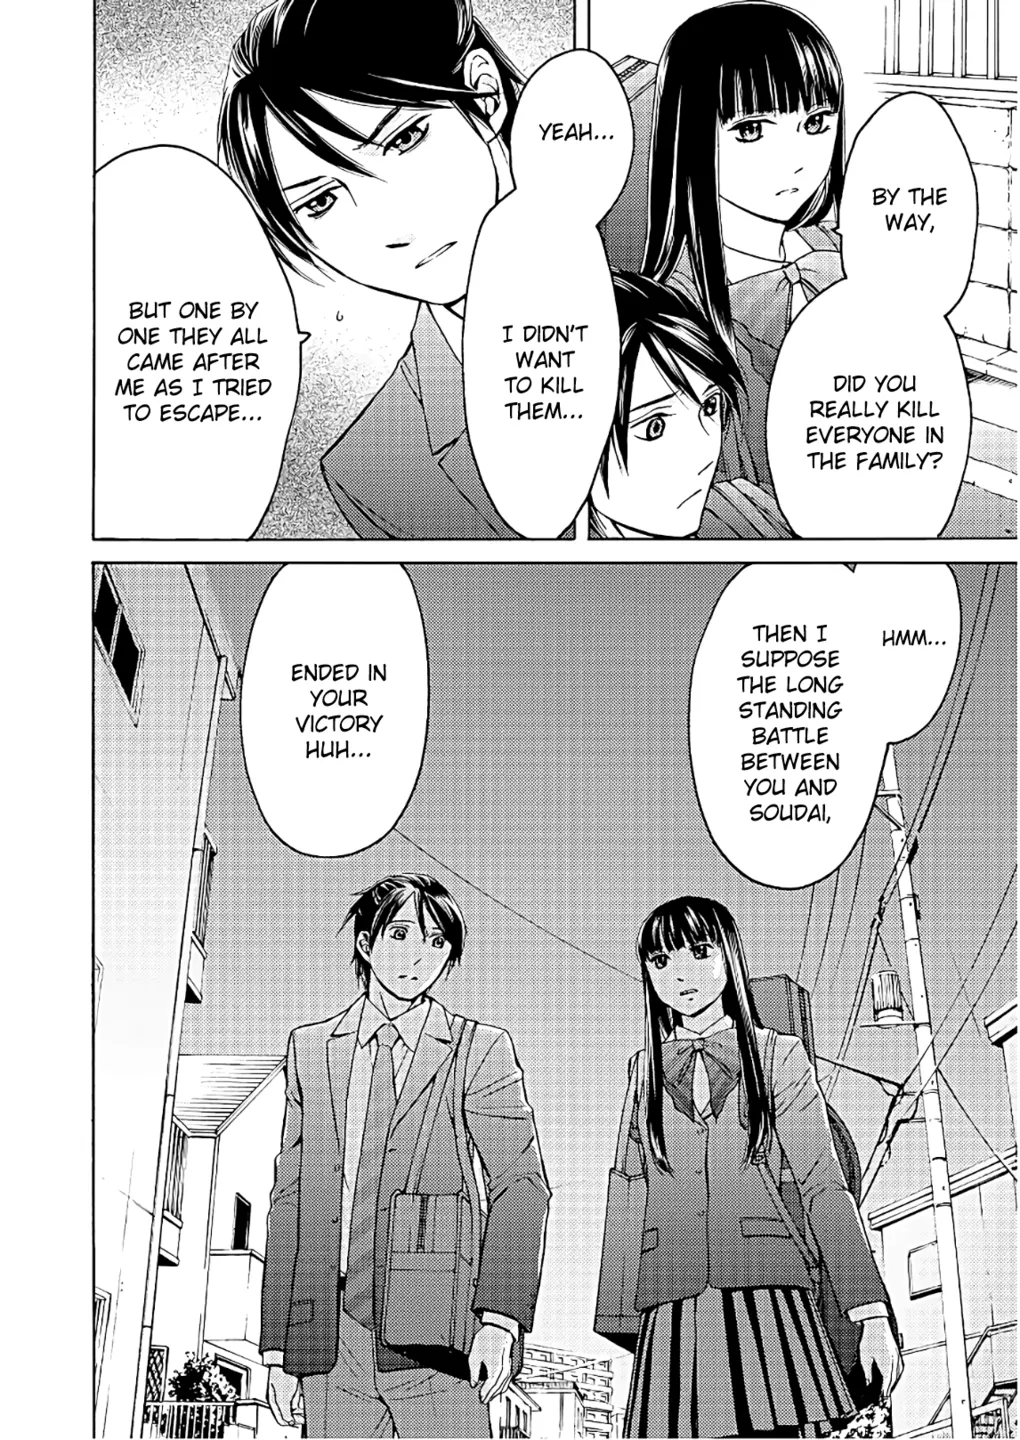 BY THE
WAY,
DID YOU
REALLY KILL
EVERYONE IN
THE FAMILY?
YEAH...
I DIDN'T
WANT
TO KILL
THEM...
BUT ONE BY
ONE THEY ALL
CAME AFTER
ME AS I TRIED
TO ESCAPE...
HMM...
THEN I
SUPPOSE
THE LONG
STANDING
BATTLE
BETWEEN
YOU AND
SOUDAI,
ENDED IN
YOUR
VICTORY
HUH...